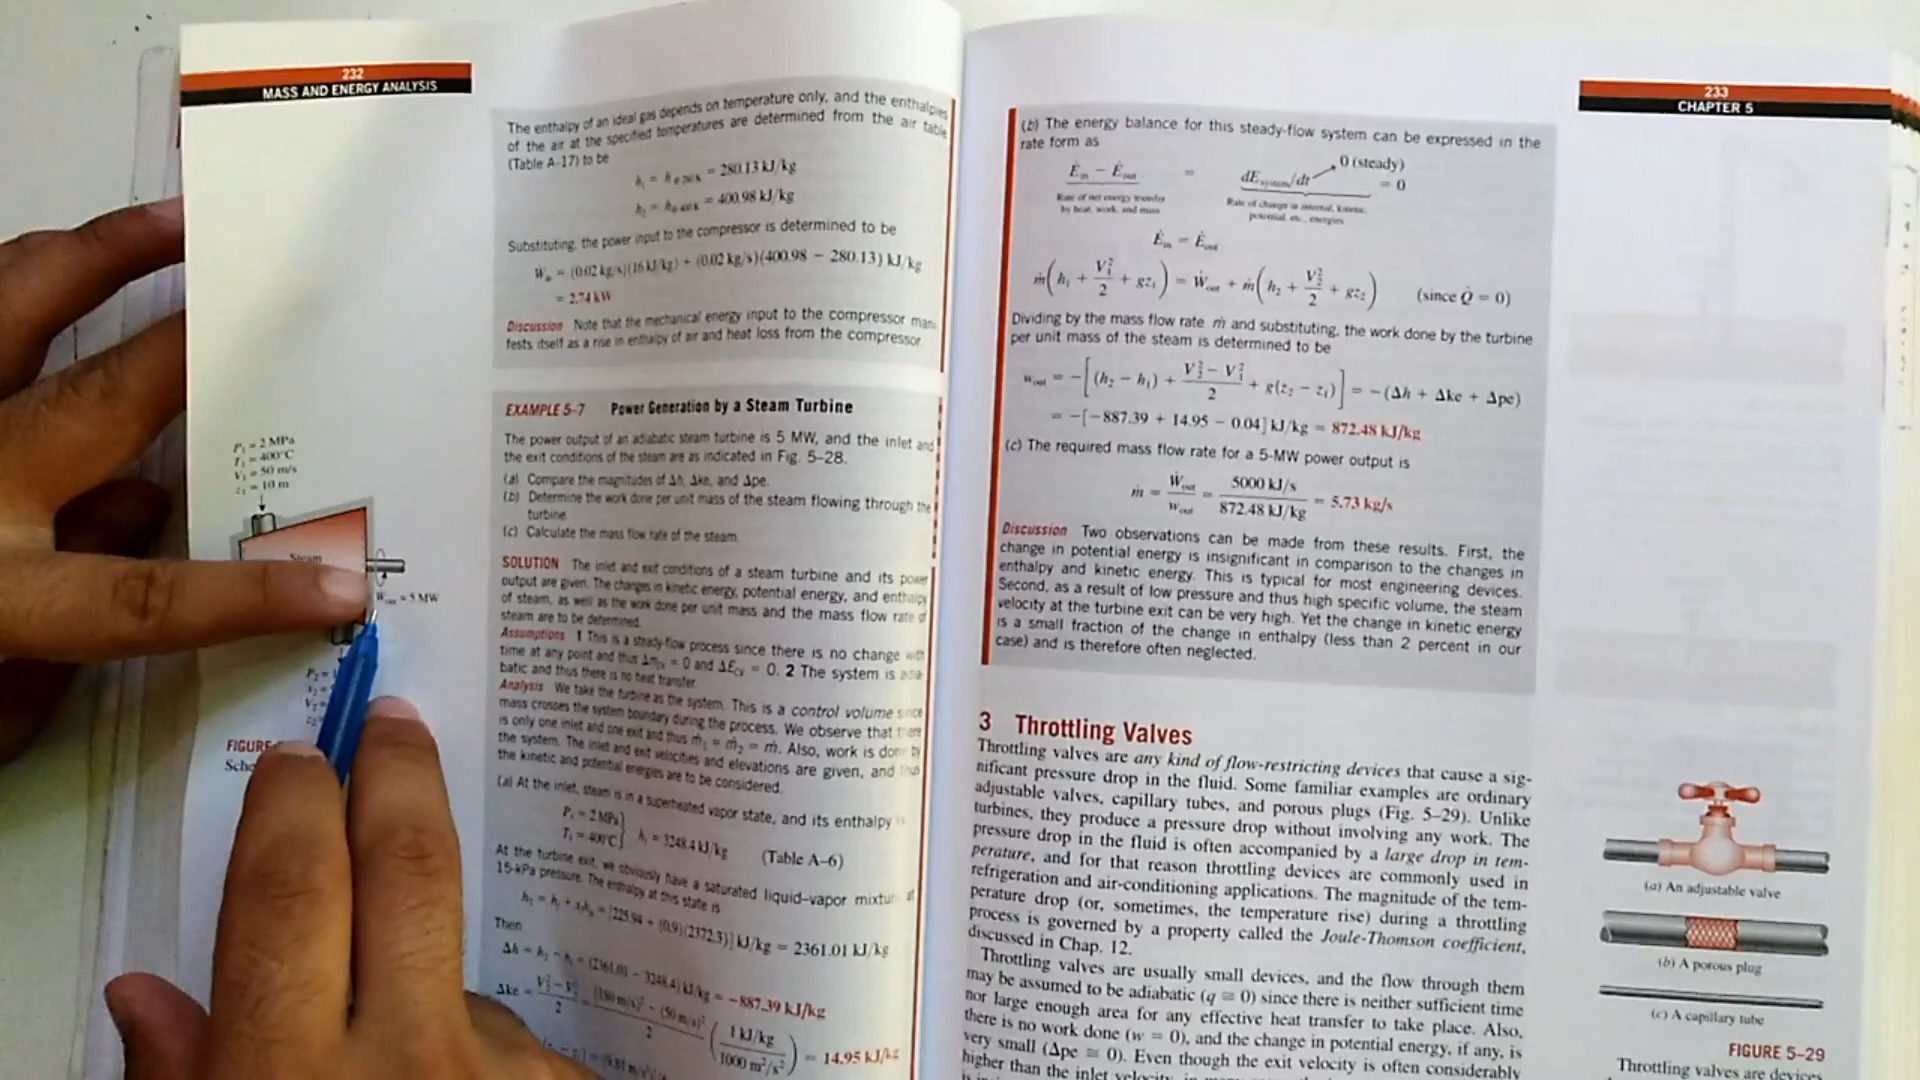 232
MASS AND ENERGY ANALYSIS
P₁ = 2 MPa
T₁ = 400°C
V₁ = 50 m/s
z₁ = 10 m
Steam
Ẇout = 5 MW
P₂ =
x₂ =
V₂ =
z₂ =
The enthalpy of an ideal gas depends on temperature only, and the enthalpies
of the air at the specified temperatures are determined from the air table
(Table A-17) to be
h₁ = h@ 280 K = 280.13 kJ/kg
h₂ = h@ 400 K = 400.98 kJ/kg
Substituting, the power input to the compressor is determined to be
Ẇin = (0.02 kg/s)(16 kJ/kg) + (0.02 kg/s)(400.98 − 280.13) kJ/kg
= 2.74 kW
Discussion Note that the mechanical energy input to the compressor mani
fests itself as a rise in enthalpy of air and heat loss from the compressor
EXAMPLE 5-7 Power Generation by a Steam Turbine
The power output of an adiabatic steam turbine is 5 MW, and the inlet and
the exit conditions of the steam are as indicated in Fig. 5-28.
(a) Compare the magnitudes of Δh, Δke, and Δpe.
(b) Determine the work done per unit mass of the steam flowing through the
turbine.
(c) Calculate the mass flow rate of the steam.
SOLUTION The inlet and exit conditions of a steam turbine and its power
output are given. The changes in kinetic energy, potential energy, and enthalpy
of steam, as well as the work done per unit mass and the mass flow rate of
steam are to be determined.
Assumptions 1 This is a steady-flow process since there is no change with
time at any point and thus Δm_CV = 0 and ΔE_CV = 0. 2 The system is adia
batic and thus there is no heat transfer.
Analysis We take the turbine as the system. This is a control volume since
mass crosses the system boundary during the process. We observe that there
is only one inlet and one exit and thus ṁ₁ = ṁ₂ = ṁ. Also, work is done by
the system. The inlet and exit velocities and elevations are given, and thus
the kinetic and potential energies are to be considered.
(a) At the inlet, steam is in a superheated vapor state, and its enthalpy is
P₁ = 2 MPa
T₁ = 400°C } h₁ = 3248.4 kJ/kg (Table A-6)
At the turbine exit, we obviously have a saturated liquid–vapor mixture at
15-kPa pressure. The enthalpy at this state is
h₂ = h_f + x₂h_fg = [225.94 + (0.9)(2372.3)] kJ/kg = 2361.01 kJ/kg
Then
Δh = h₂ − h₁ = (2361.01 − 3248.4) kJ/kg = −887.39 kJ/kg
Δke = (V₂² − V₁²)/2 = ((180 m/s)² − (50 m/s)²)/2 (1 kJ/kg / 1000 m²/s²) = 14.95 kJ/kg
233
CHAPTER 5
(b) The energy balance for this steady-flow system can be expressed in the
rate form as
Ėin − Ėout = dEsystem/dt → 0 (steady) = 0
Rate of net energy transfer
by heat, work, and mass
Rate of change in internal, kinetic,
potential, etc., energies
Ėin = Ėout
ṁ(h₁ + V₁²/2 + gz₁) = Ẇout + ṁ(h₂ + V₂²/2 + gz₂) (since Q̇ = 0)
Dividing by the mass flow rate ṁ and substituting, the work done by the turbine
per unit mass of the steam is determined to be
wout = −[(h₂ − h₁) + (V₂² − V₁²)/2 + g(z₂ − z₁)] = −(Δh + Δke + Δpe)
= −[−887.39 + 14.95 − 0.04] kJ/kg = 872.48 kJ/kg
(c) The required mass flow rate for a 5-MW power output is
ṁ = Ẇout/wout = 5000 kJ/s / 872.48 kJ/kg = 5.73 kg/s
Discussion Two observations can be made from these results. First, the
change in potential energy is insignificant in comparison to the changes in
enthalpy and kinetic energy. This is typical for most engineering devices.
Second, as a result of low pressure and thus high specific volume, the steam
velocity at the turbine exit can be very high. Yet the change in kinetic energy
is a small fraction of the change in enthalpy (less than 2 percent in our
case) and is therefore often neglected.
3 Throttling Valves
Throttling valves are any kind of flow-restricting devices that cause a sig-
nificant pressure drop in the fluid. Some familiar examples are ordinary
adjustable valves, capillary tubes, and porous plugs (Fig. 5–29). Unlike
turbines, they produce a pressure drop without involving any work. The
pressure drop in the fluid is often accompanied by a large drop in tem-
perature, and for that reason throttling devices are commonly used in
refrigeration and air-conditioning applications. The magnitude of the tem-
perature drop (or, sometimes, the temperature rise) during a throttling
process is governed by a property called the Joule-Thomson coefficient,
discussed in Chap. 12.
Throttling valves are usually small devices, and the flow through them
may be assumed to be adiabatic (q ≅ 0) since there is neither sufficient time
nor large enough area for any effective heat transfer to take place. Also,
there is no work done (w = 0), and the change in potential energy, if any, is
very small (Δpe ≅ 0). Even though the exit velocity is often considerably
higher than the inlet velocity, in many
(a) An adjustable valve
(b) A porous plug
(c) A capillary tube
FIGURE 5–29
Throttling valves are devices